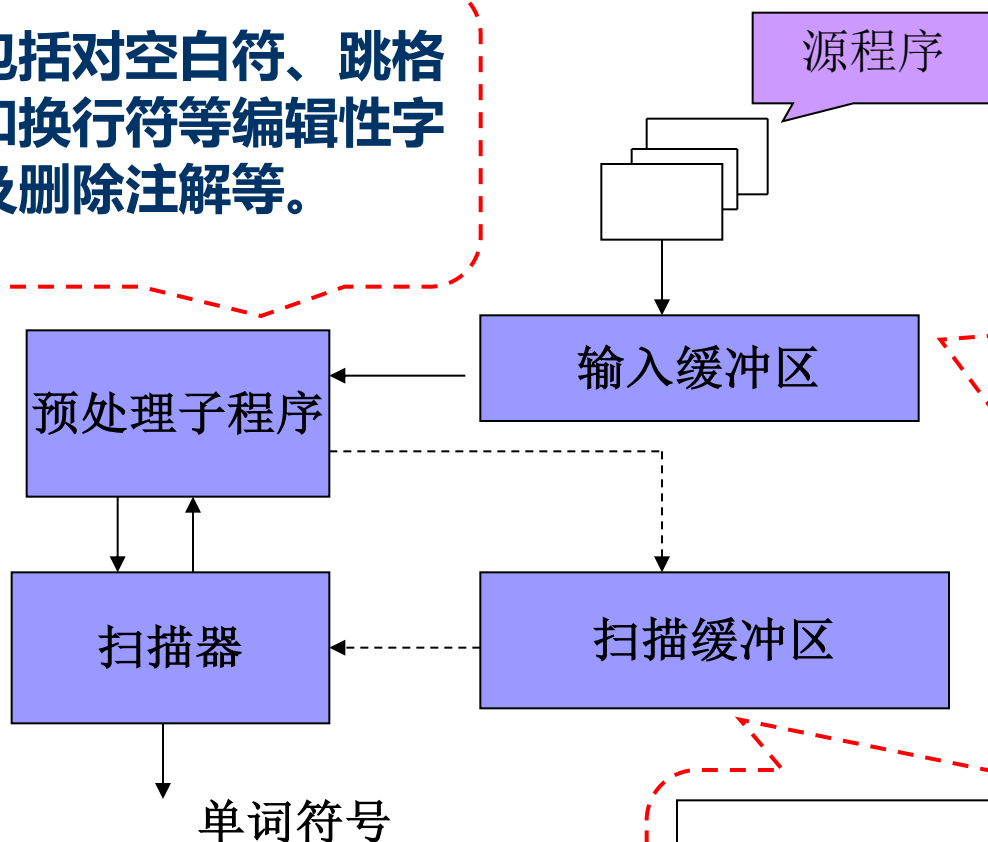 包括对空白符、跳格
和换行符等编辑性字
及删除注解等。
源程序
输入缓冲区
预处理子程序
扫描器
扫描缓冲区
单词符号